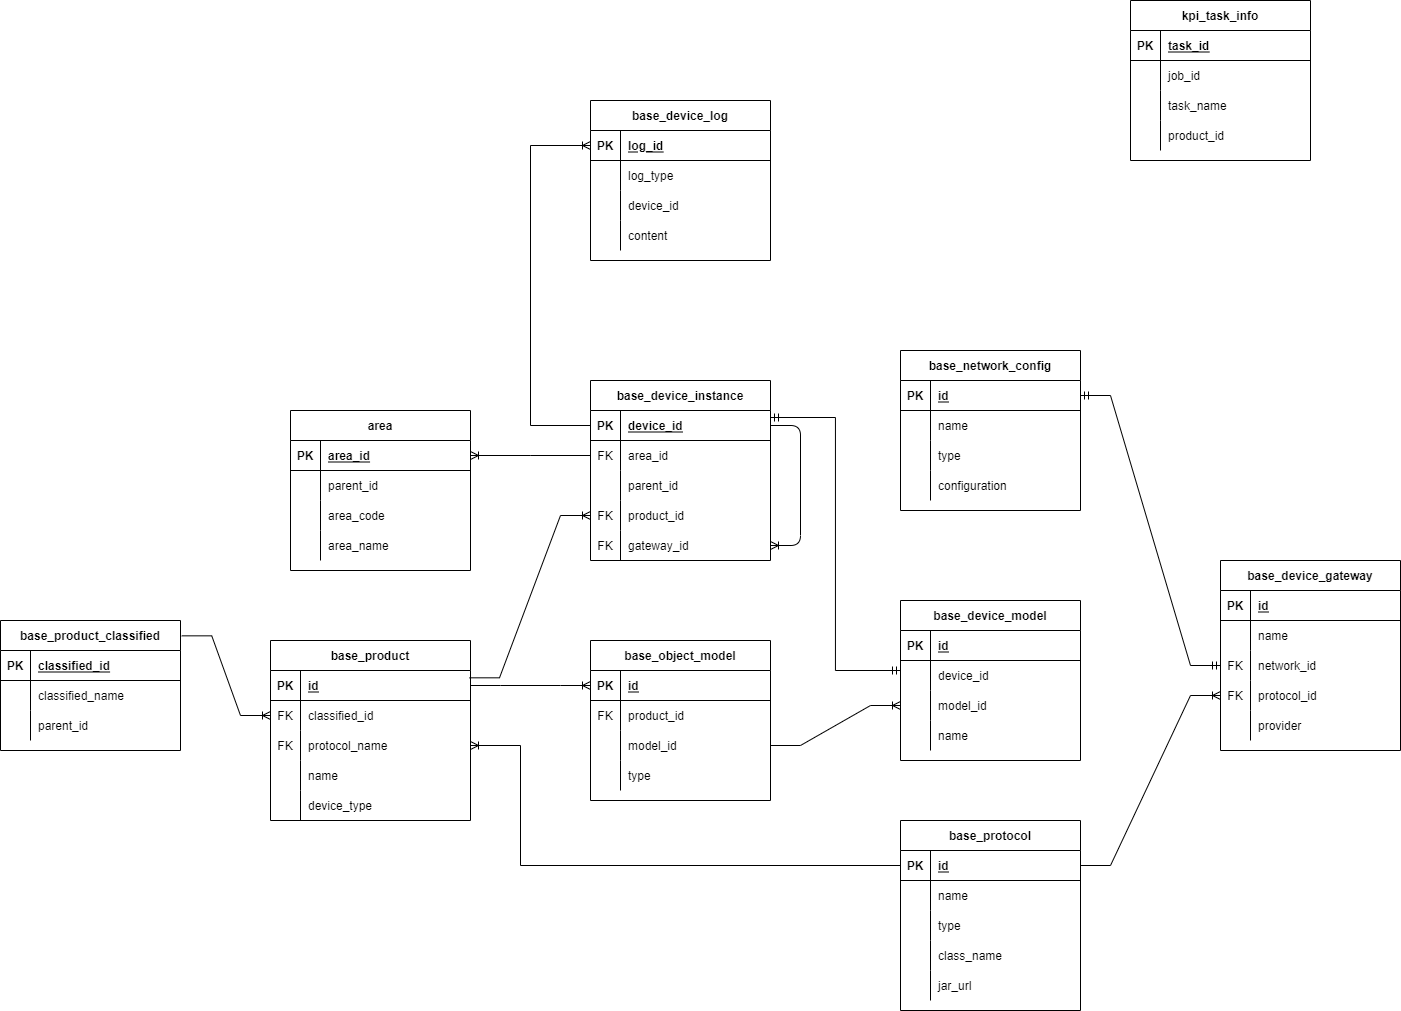 kpi_task_info
PK task_id
job_id
task_name
product_id
base_device_log
PK log_id
log_type
device_id
content
base_network_config
PK id
name
type
configuration
base_device_instance
PK device_id
FK area_id
parent_id
FK product_id
FK gateway_id
area
PK area_id
parent_id
area_code
area_name
base_device_gateway
PK id
name
FK network_id
FK protocol_id
provider
base_device_model
PK id
device_id
model_id
name
base_product_classified
PK classified_id
classified_name
parent_id
base_product
PK id
FK classified_id
FK protocol_name
name
device_type
base_object_model
PK id
FK product_id
model_id
type
base_protocol
PK id
name
type
class_name
jar_url